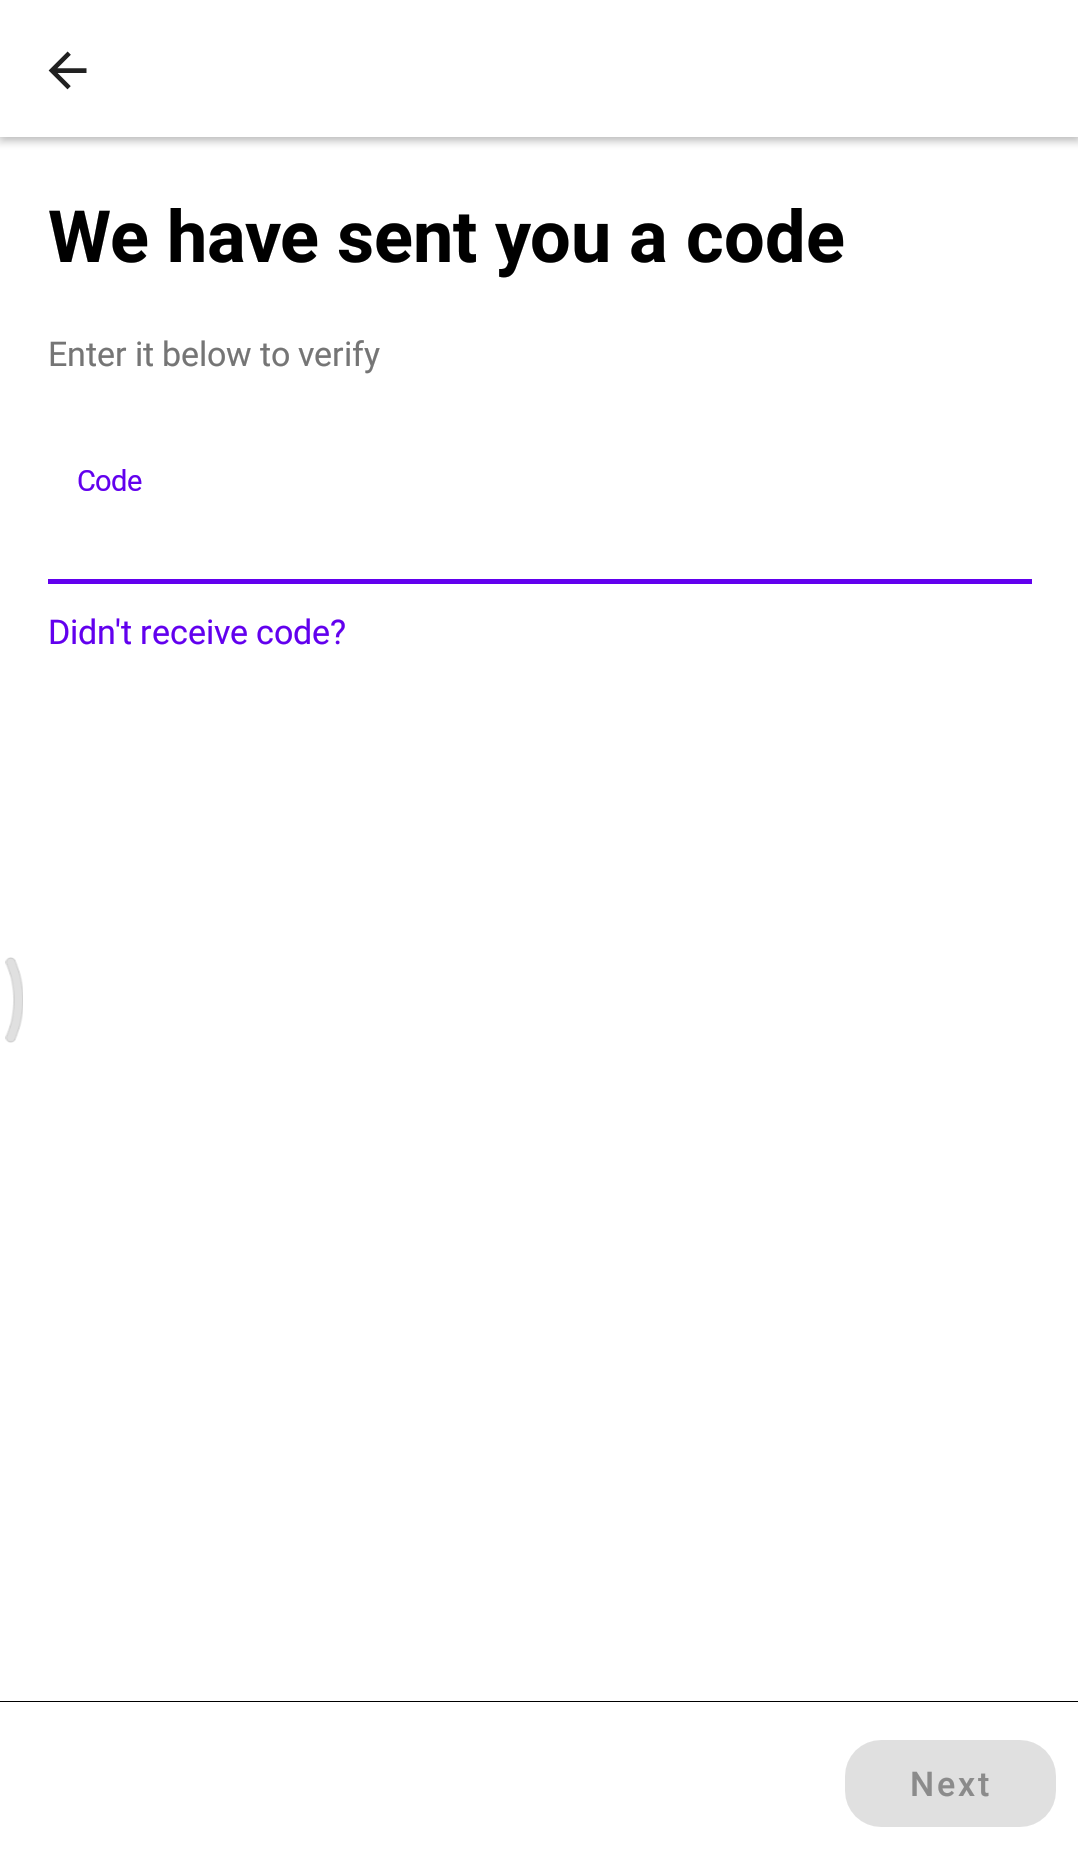 We have sent you a code
Enter it below to verify
Code
Didn't receive code?
Next